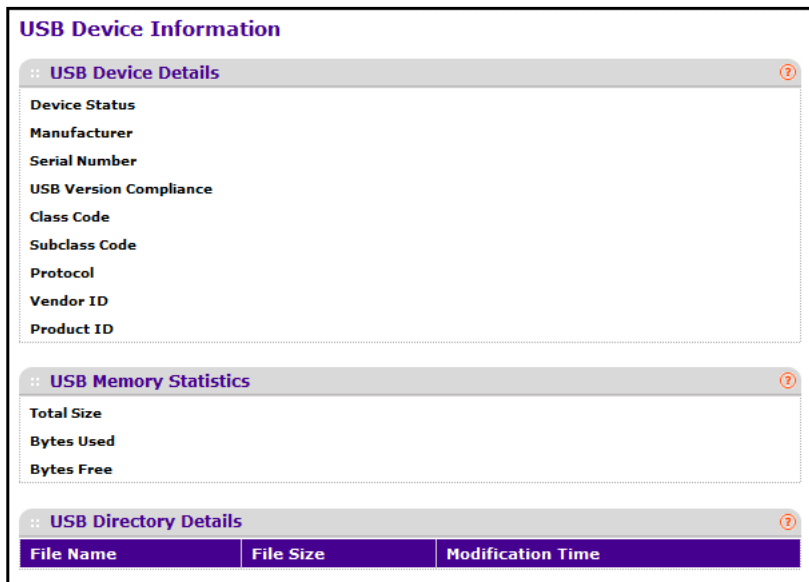 USB Device Information
USB Device Details
Device Status
Manufacturer
Serial Number
USB Version Compliance
Class Code
Subclass Code
Protocol
Vendor ID
Product ID
USB Memory Statistics
Total Size
Bytes Used
Bytes Free
USB Directory Details
File Name File Size Modification Time